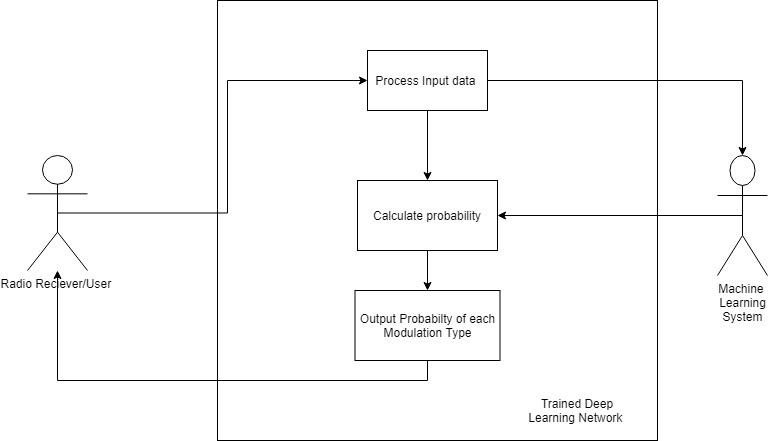 Process Input data
Calculate probability
Radio Reciever/User
Machine
Learning
System
Output Probabilty of each
Modulation Type
Trained Deep
Learning Network